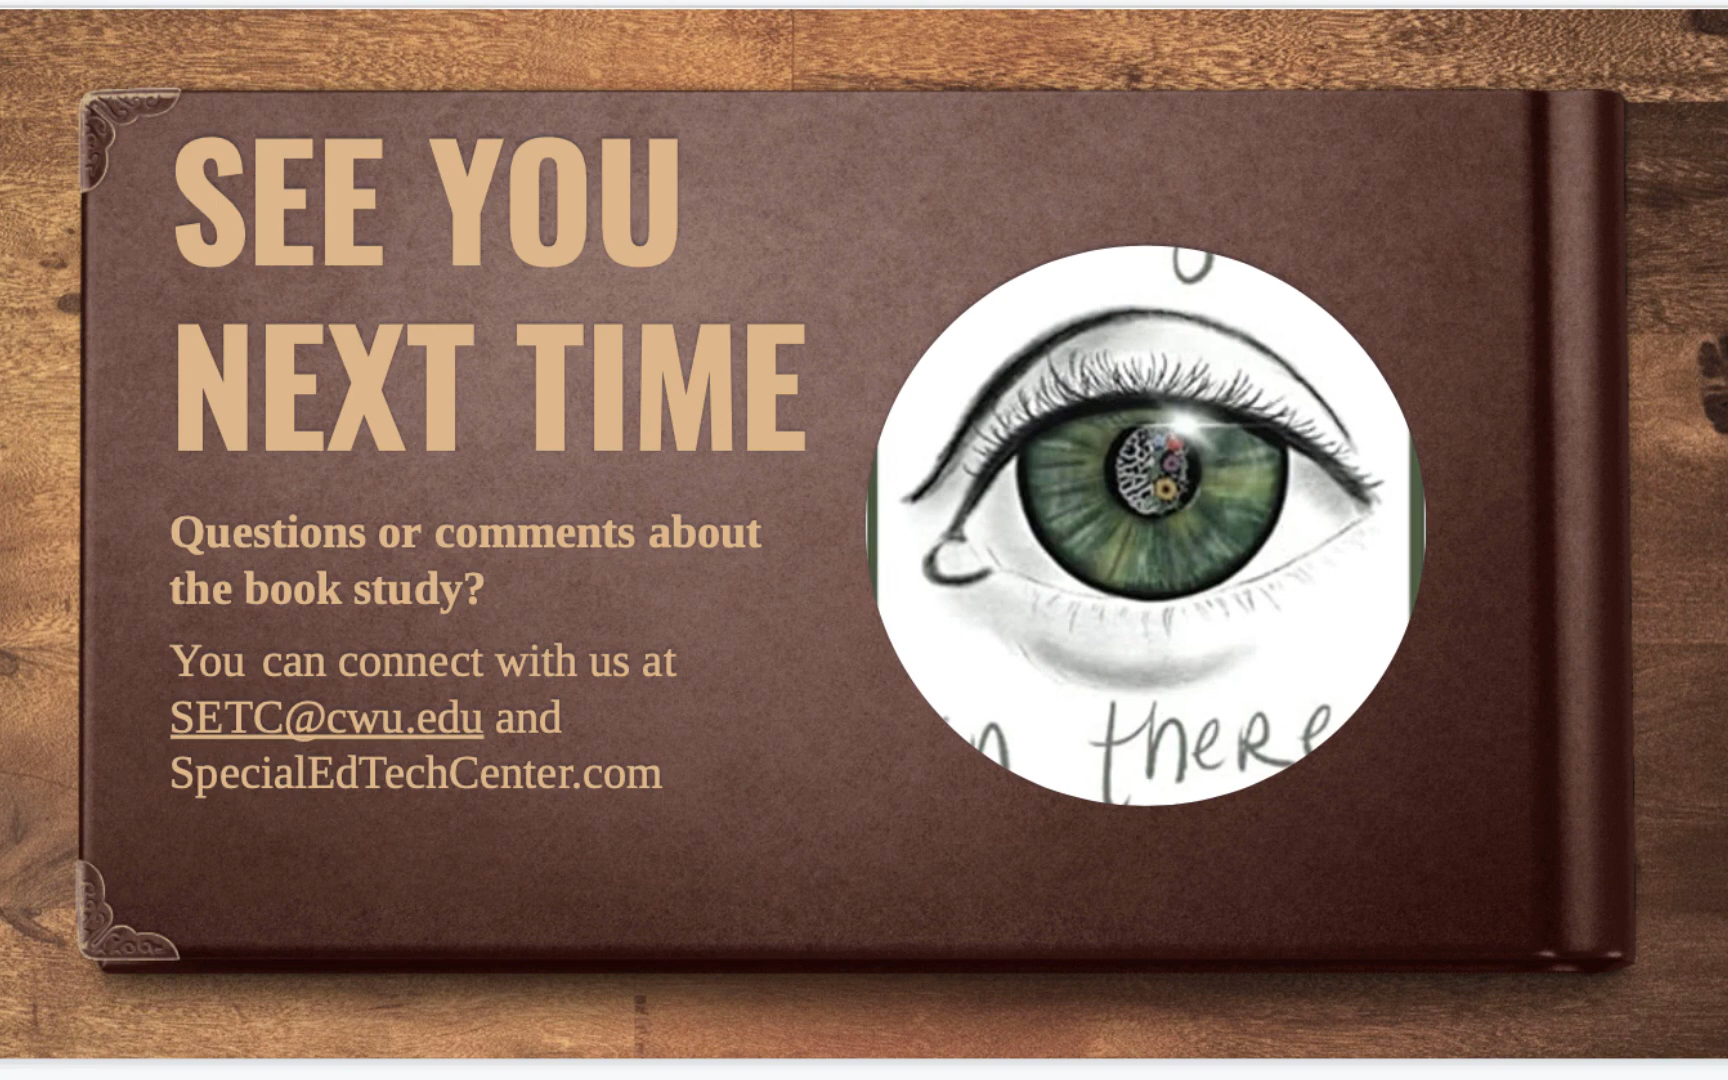 SEE YOU
NEXT TIME
Questions or comments about
the book study?
You can connect with us at
SETC@cwu.edu and
SpecialEdTechCenter.com
there